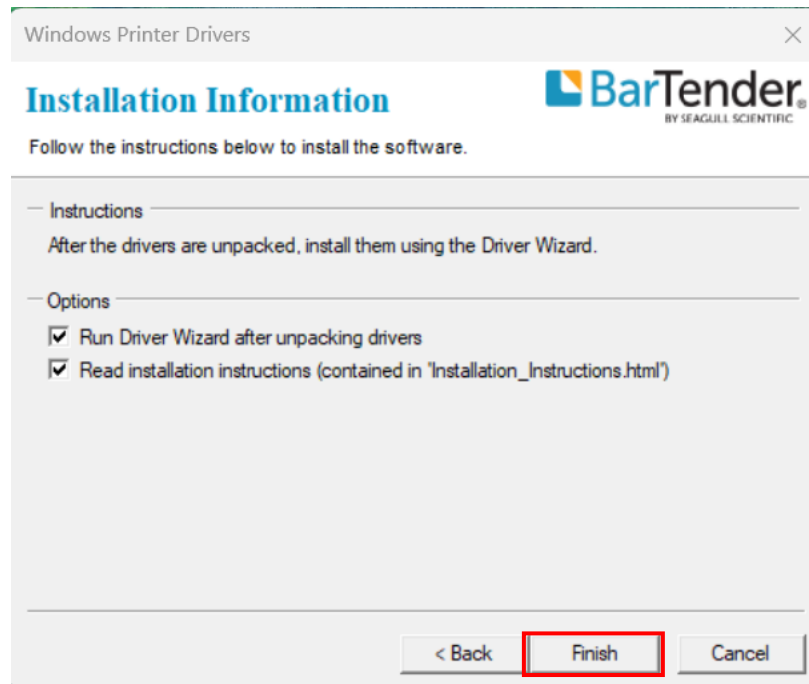 Windows Printer Drivers
Installation Information
BarTender®
BY SEAGULL SCIENTIFIC
Follow the instructions below to install the software.
Instructions
After the drivers are unpacked, install them using the Driver Wizard.
Options
Run Driver Wizard after unpacking drivers
Read installation instructions (contained in 'Installation_Instructions.html')
< Back Finish Cancel